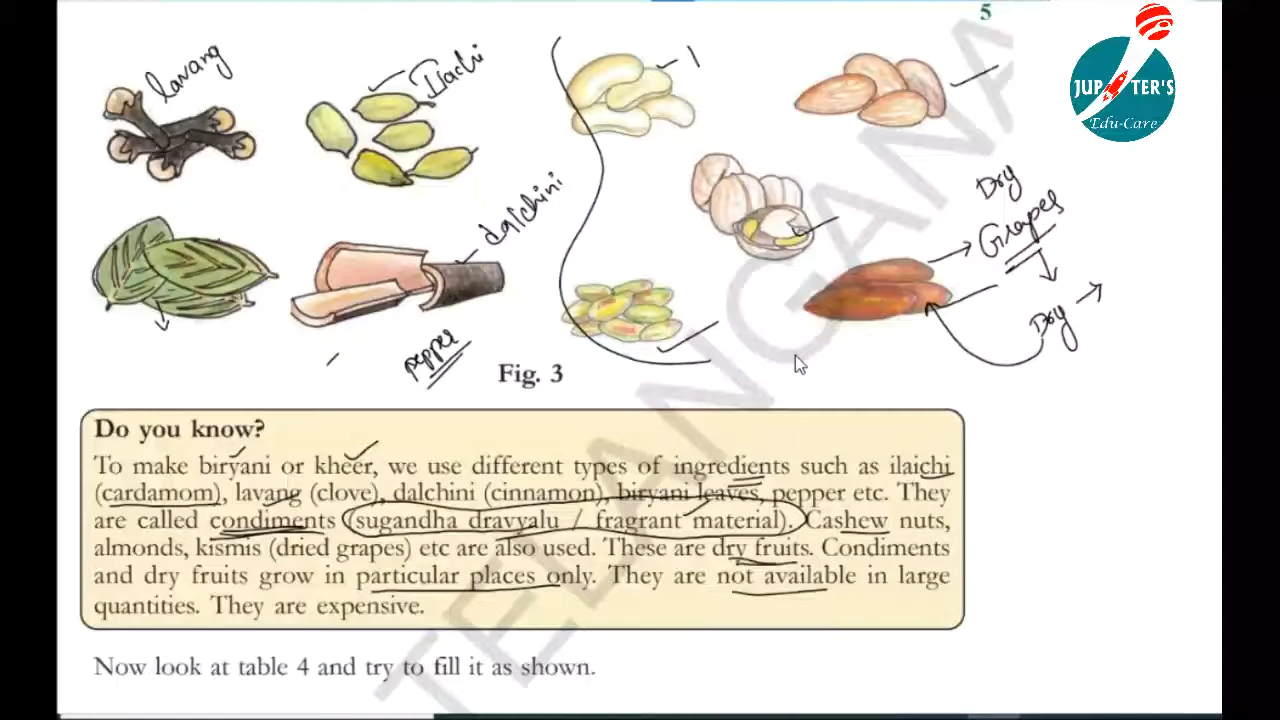 5
JUPITER'S
Edu-Care
lavang
Ilachi
1
Dry
Grapes
dalchini
Dry
pepper
Fig. 3
Do you know?
To make biryani or kheer, we use different types of ingredients such as ilaichi
(cardamom), lavang (clove), dalchini (cinnamon), biryani leaves, pepper etc. They
are called condiments (sugandha dravyalu / fragrant material). Cashew nuts,
almonds, kismis (dried grapes) etc are also used. These are dry fruits. Condiments
and dry fruits grow in particular places only. They are not available in large
quantities. They are expensive.
Now look at table 4 and try to fill it as shown.
TELANGANA